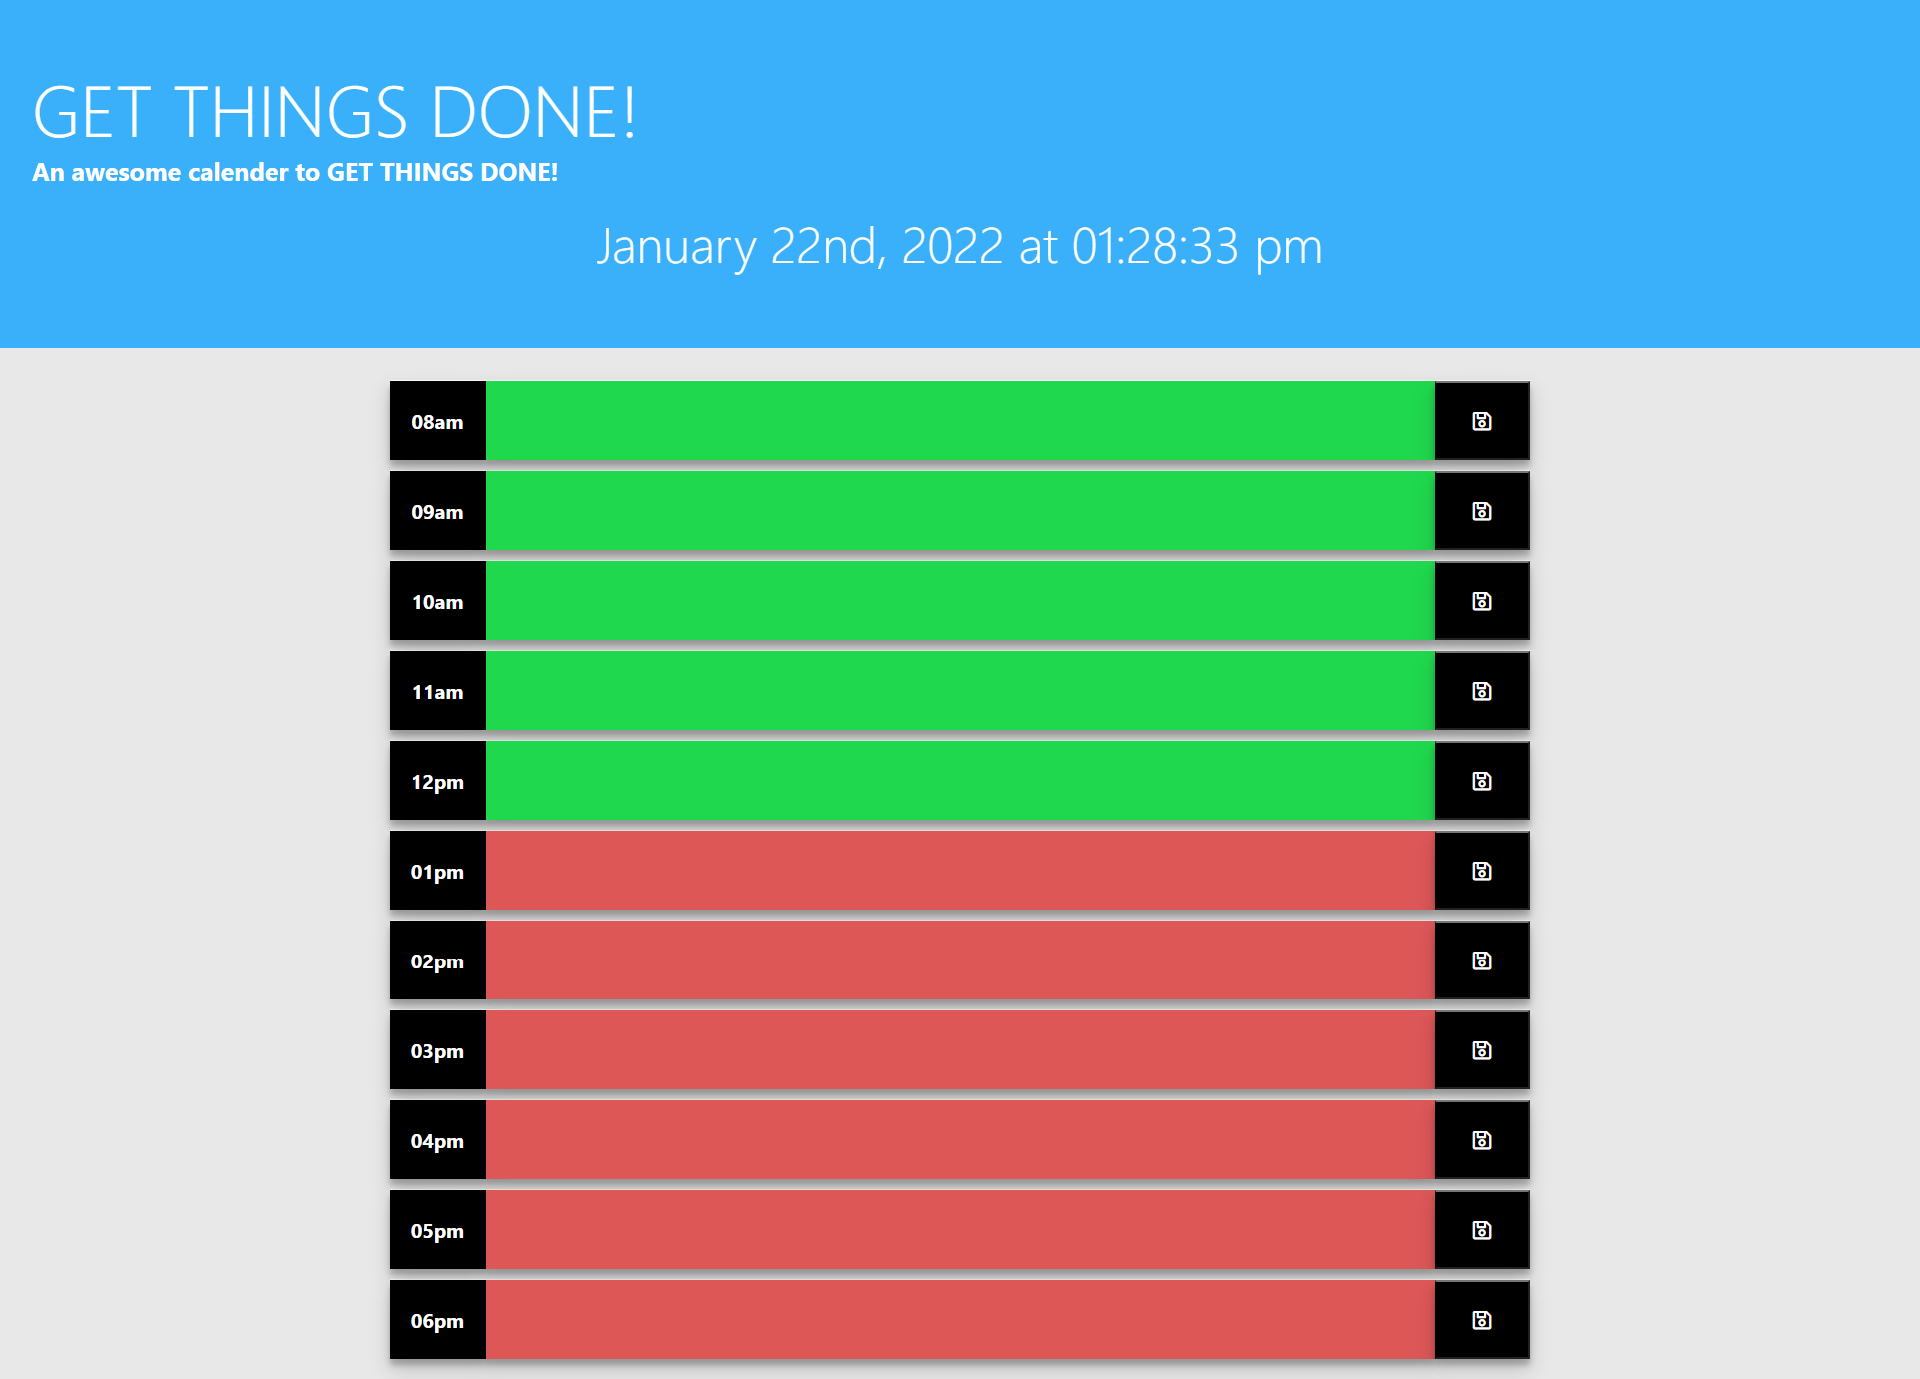 GET THINGS DONE!
An awesome calender to GET THINGS DONE!
January 22nd, 2022 at 01:28:33 pm
08am
09am
10am
11am
12pm
01pm
02pm
03pm
04pm
05pm
06pm